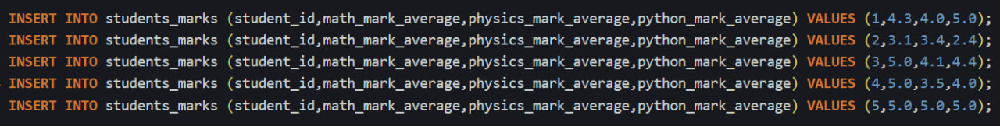 INSERT INTO students_marks (student_id,math_mark_average,physics_mark_average,python_mark_average) VALUES (1,4.3,4.0,5.0);
INSERT INTO students_marks (student_id,math_mark_average,physics_mark_average,python_mark_average) VALUES (2,3.1,3.4,2.4);
INSERT INTO students_marks (student_id,math_mark_average,physics_mark_average,python_mark_average) VALUES (3,5.0,4.1,4.4);
INSERT INTO students_marks (student_id,math_mark_average,physics_mark_average,python_mark_average) VALUES (4,5.0,3.5,4.0);
INSERT INTO students_marks (student_id,math_mark_average,physics_mark_average,python_mark_average) VALUES (5,5.0,5.0,5.0);